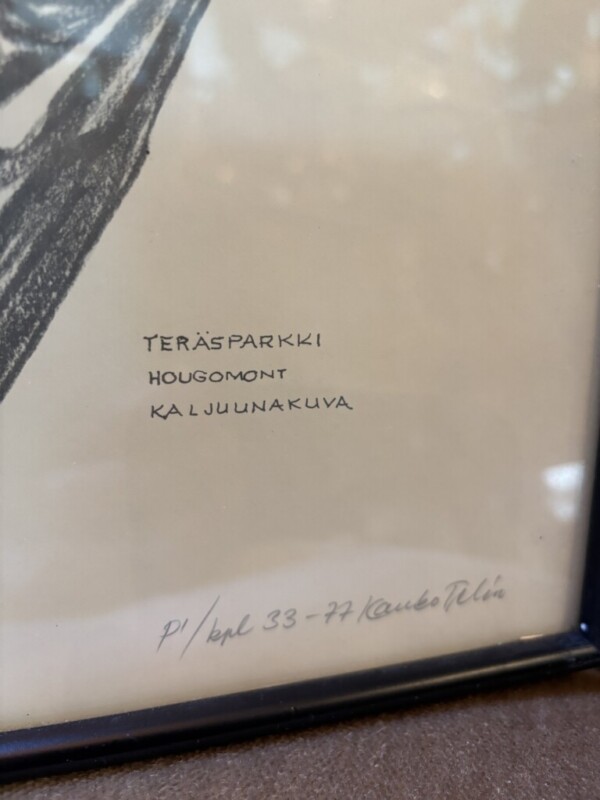 TERÄSPARKKI
HOUGOMONT
KALJUUNAKUVA
P'/kpl 33-77 Kauko Telin